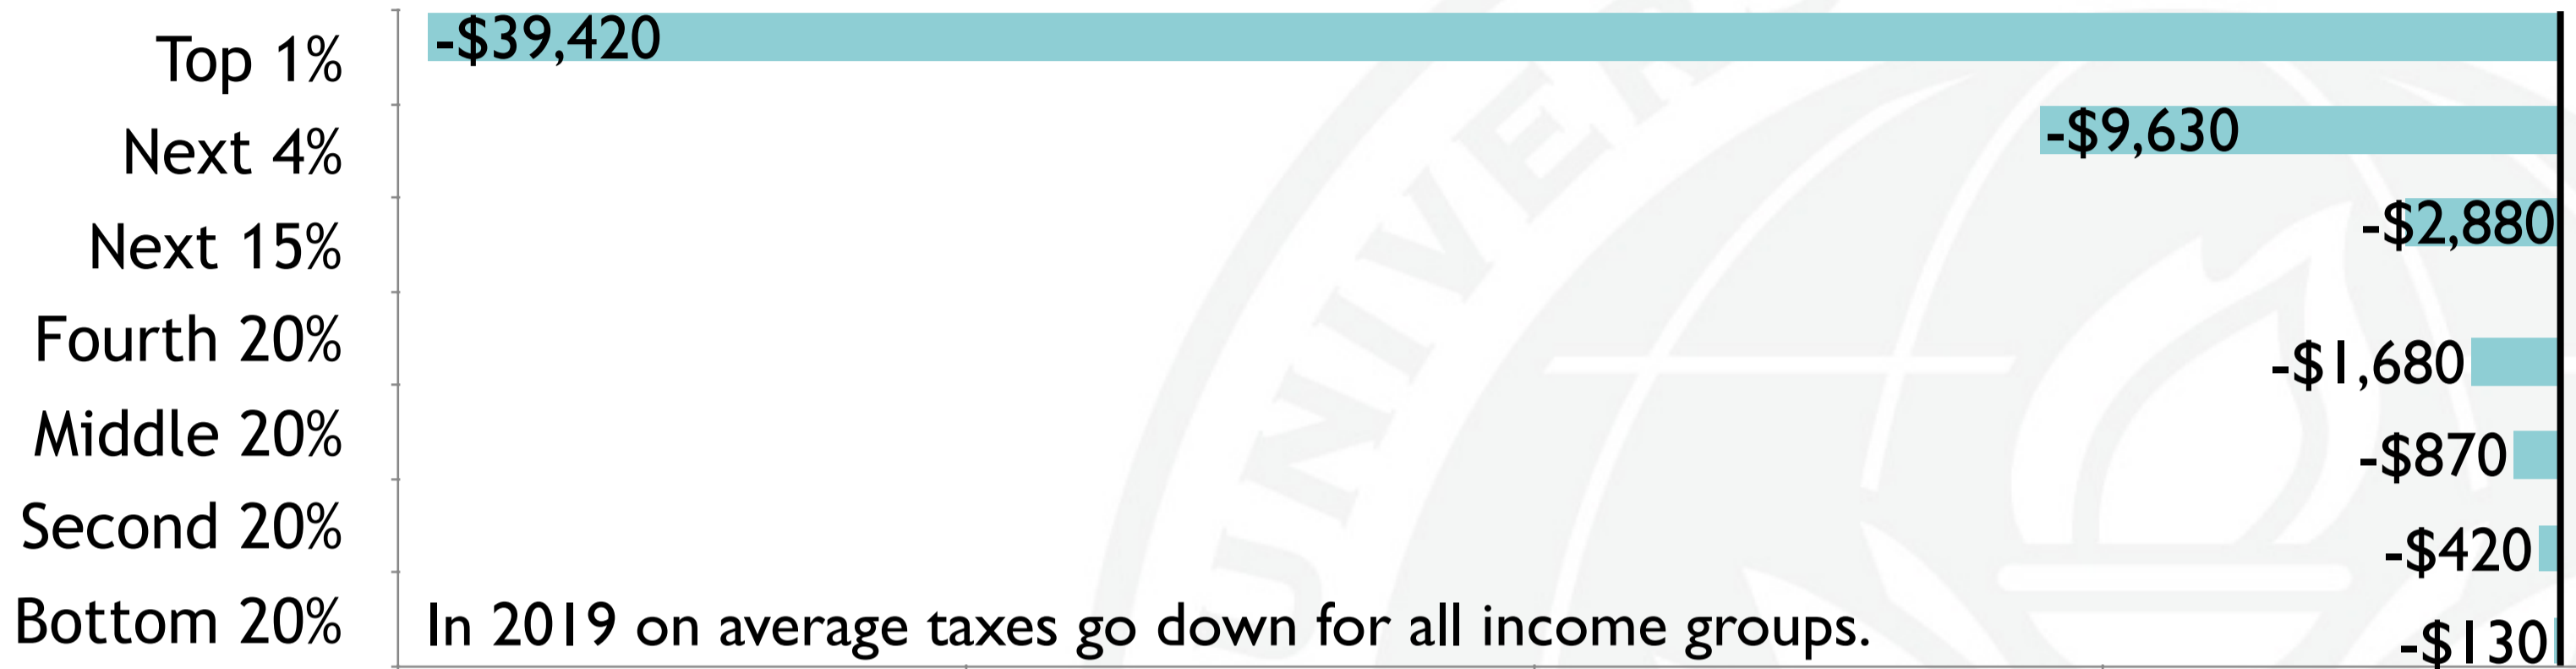 Top 1%
-$39,420
Next 4%
-$9,630
Next 15%
-$2,880
Fourth 20%
-$1,680
Middle 20%
-$870
Second 20%
-$420
Bottom 20%
In 2019 on average taxes go down for all income groups.
-$130